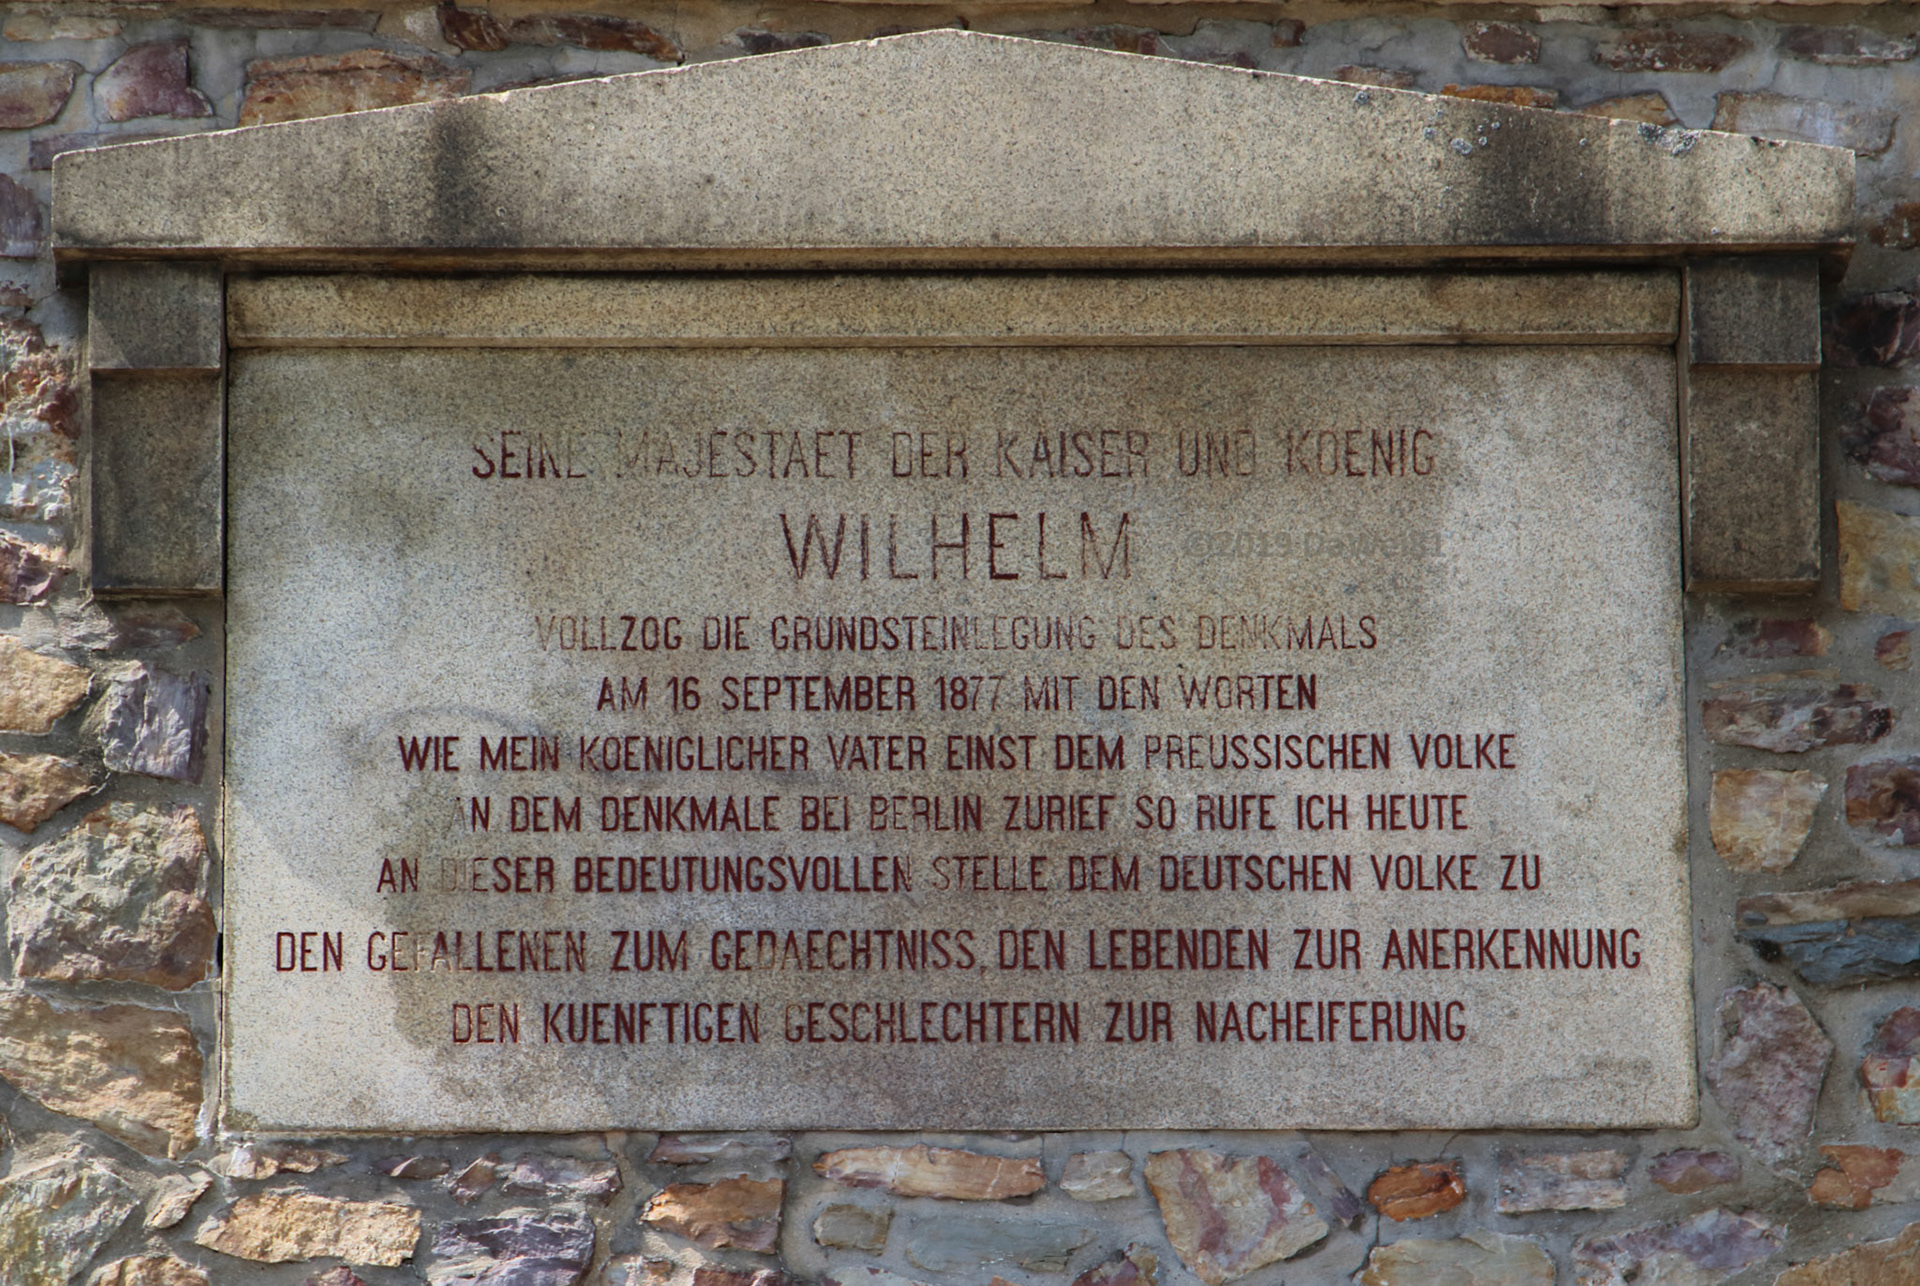 SEINE MAJESTAET DER KAISER UND KOENIG
WILHELM
©2019 Daweis1
VOLLZOG DIE GRUNDSTEINLEGUNG DES DENKMALS
AM 16 SEPTEMBER 1877 MIT DEN WORTEN
WIE MEIN KOENIGLICHER VATER EINST DEM PREUSSISCHEN VOLKE
AN DEM DENKMALE BEI BERLIN ZURIEF SO RUFE ICH HEUTE
AN DIESER BEDEUTUNGSVOLLEN STELLE DEM DEUTSCHEN VOLKE ZU
DEN GEFALLENEN ZUM GEDAECHTNISS, DEN LEBENDEN ZUR ANERKENNUNG
DEN KUENFTIGEN GESCHLECHTERN ZUR NACHEIFERUNG